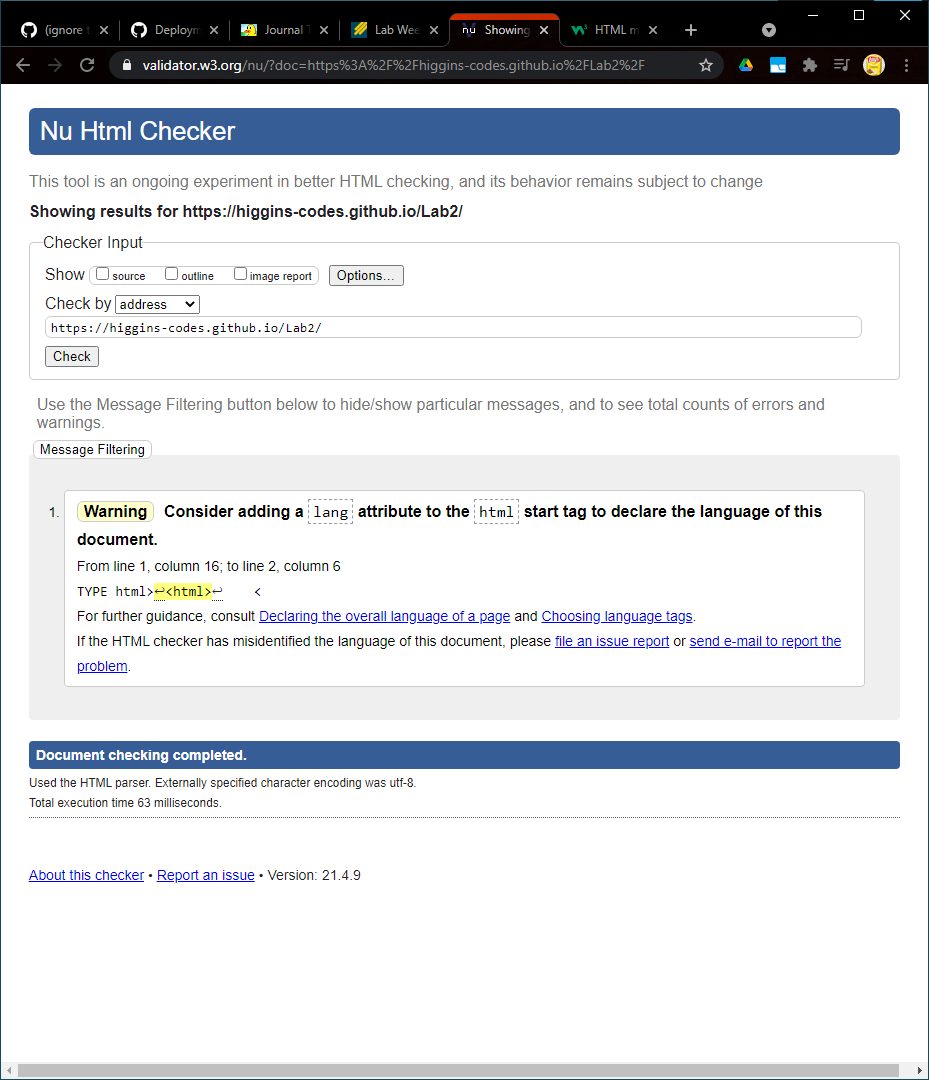 (ignore t
Deploym
Journal T
Lab Wee
Showing
HTML m
validator.w3.org/nu/?doc=https%3A%2F%2Fhiggins-codes.github.io%2FLab2%2F
Nu Html Checker
This tool is an ongoing experiment in better HTML checking, and its behavior remains subject to change
Showing results for https://higgins-codes.github.io/Lab2/
Checker Input
Show source outline image report Options...
Check by address
https://higgins-codes.github.io/Lab2/
Check
Use the Message Filtering button below to hide/show particular messages, and to see total counts of errors and
warnings.
Message Filtering
1. Warning Consider adding a lang attribute to the html start tag to declare the language of this
document.
From line 1, column 16; to line 2, column 6
TYPE html>↩<html>↩ <
For further guidance, consult Declaring the overall language of a page and Choosing language tags.
If the HTML checker has misidentified the language of this document, please file an issue report or send e-mail to report the
problem.
Document checking completed.
Used the HTML parser. Externally specified character encoding was utf-8.
Total execution time 63 milliseconds.
About this checker • Report an issue • Version: 21.4.9